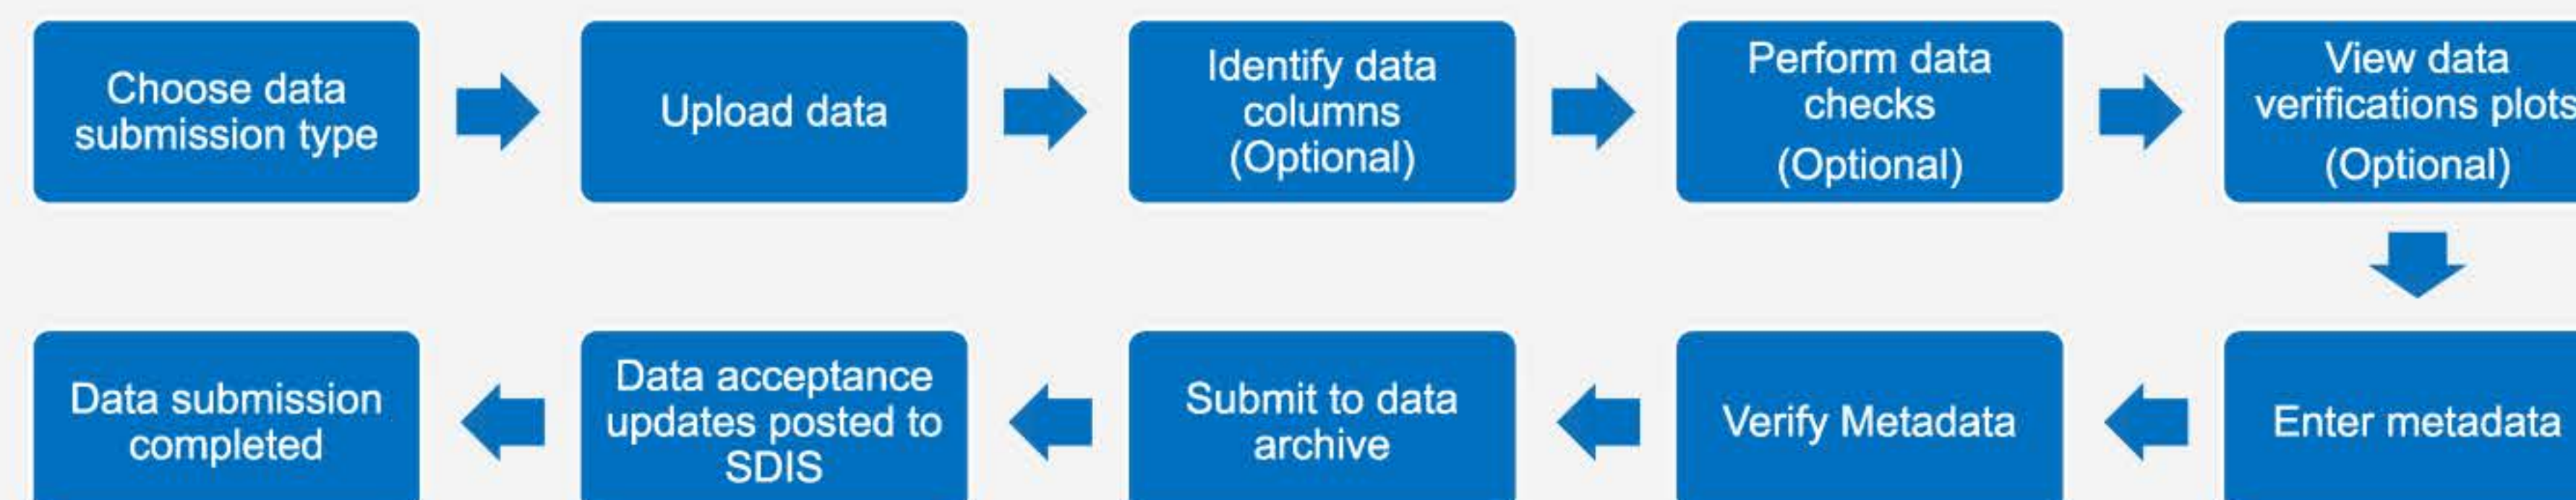 Choose data
submission type
Upload data
Identify data
columns
(Optional)
Perform data
checks
(Optional)
View data
verifications plots
(Optional)
Enter metadata
Verify Metadata
Submit to data
archive
Data acceptance
updates posted to
SDIS
Data submission
completed